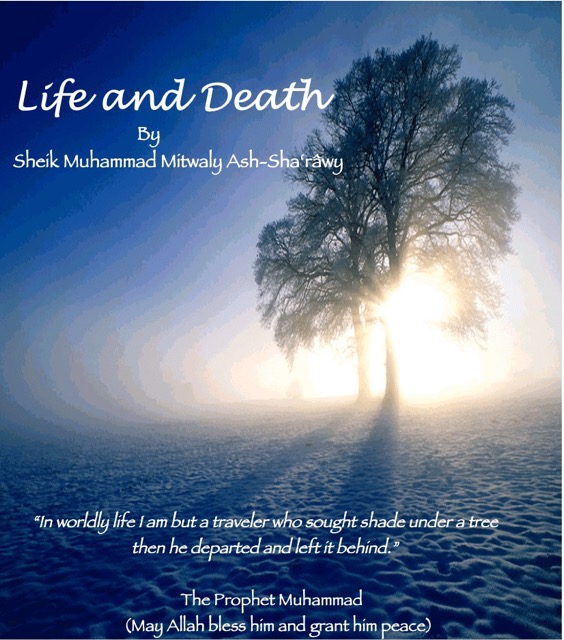 Life and Death
By
Sheik Muhammad Mitwaly Ash-Sha‘râwy
“In worldly life I am but a traveler who sought shade under a tree
then he departed and left it behind.”
The Prophet Muhammad
(May Allah bless him and grant him peace)